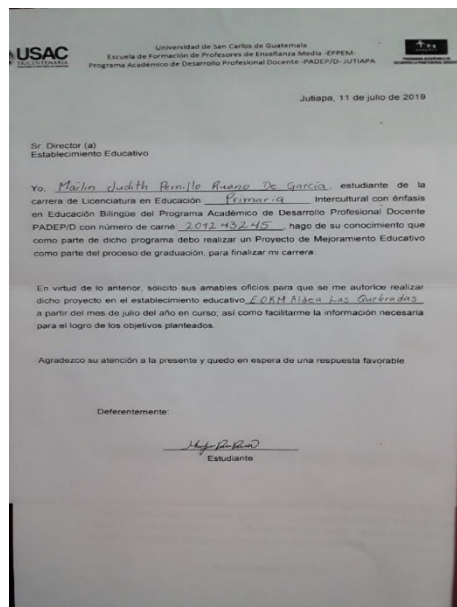 USAC
TRICENTENARIA
Universidad de San Carlos de Guatemala
Escuela de Formación de Profesores de Enseñanza Media -EFPEM-
Programa Académico de Desarrollo Profesional Docente -PADEP/D- JUTIAPA
Jutiapa, 11 de julio de 2019
Sr. Director (a)
Establecimiento Educativo
Yo, Mailin Judith Pernillo Ruano De García, estudiante de la
carrera de Licenciatura en Educación Primaria Intercultural con énfasis
en Educación Bilingüe del Programa Académico de Desarrollo Profesional Docente
PADEP/D con número de carné: 201243245, hago de su conocimiento que
como parte de dicho programa debo realizar un Proyecto de Mejoramiento Educativo
como parte del proceso de graduación, para finalizar mi carrera.
En virtud de lo anterior, solicito sus amables oficios para que se me autorice realizar
dicho proyecto en el establecimiento educativo EORM Aldea Las Quebradas
a partir del mes de julio del año en curso; así como facilitarme la información necesaria
para el logro de los objetivos planteados.
Agradezco su atención a la presente y quedo en espera de una respuesta favorable
Deferentemente:
Estudiante